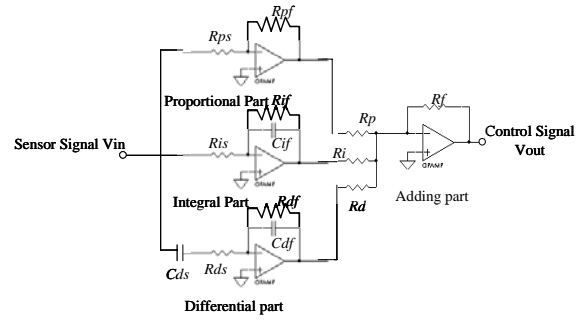 Rpf
Rps
OPAMP
Proportional Part Rif
Rp
Rf
Sensor Signal Vin
Ris
Cif
Ri
OPAMP
OPAMP
Control Signal
Vout
Integral Part Rdf
Rd
Adding part
Cdf
Cds
Rds
OPAMP
Differential part